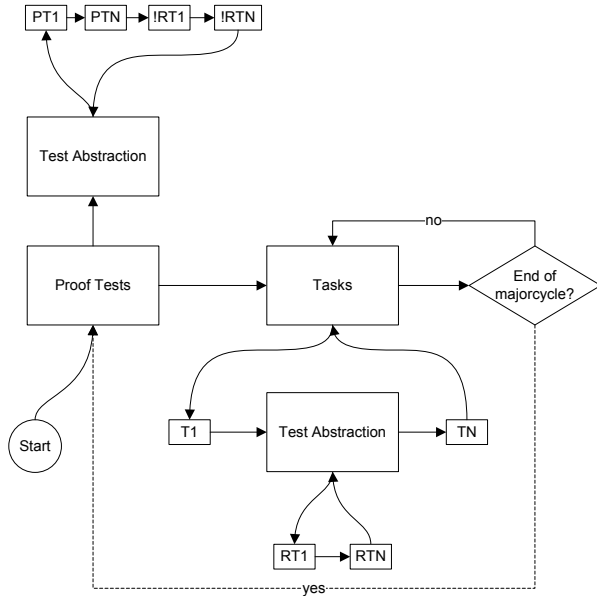 PT1
PTN
!RT1
!RTN
Test Abstraction
Proof Tests
no
Tasks
End of
majorcycle?
Start
T1
Test Abstraction
TN
RT1
RTN
yes